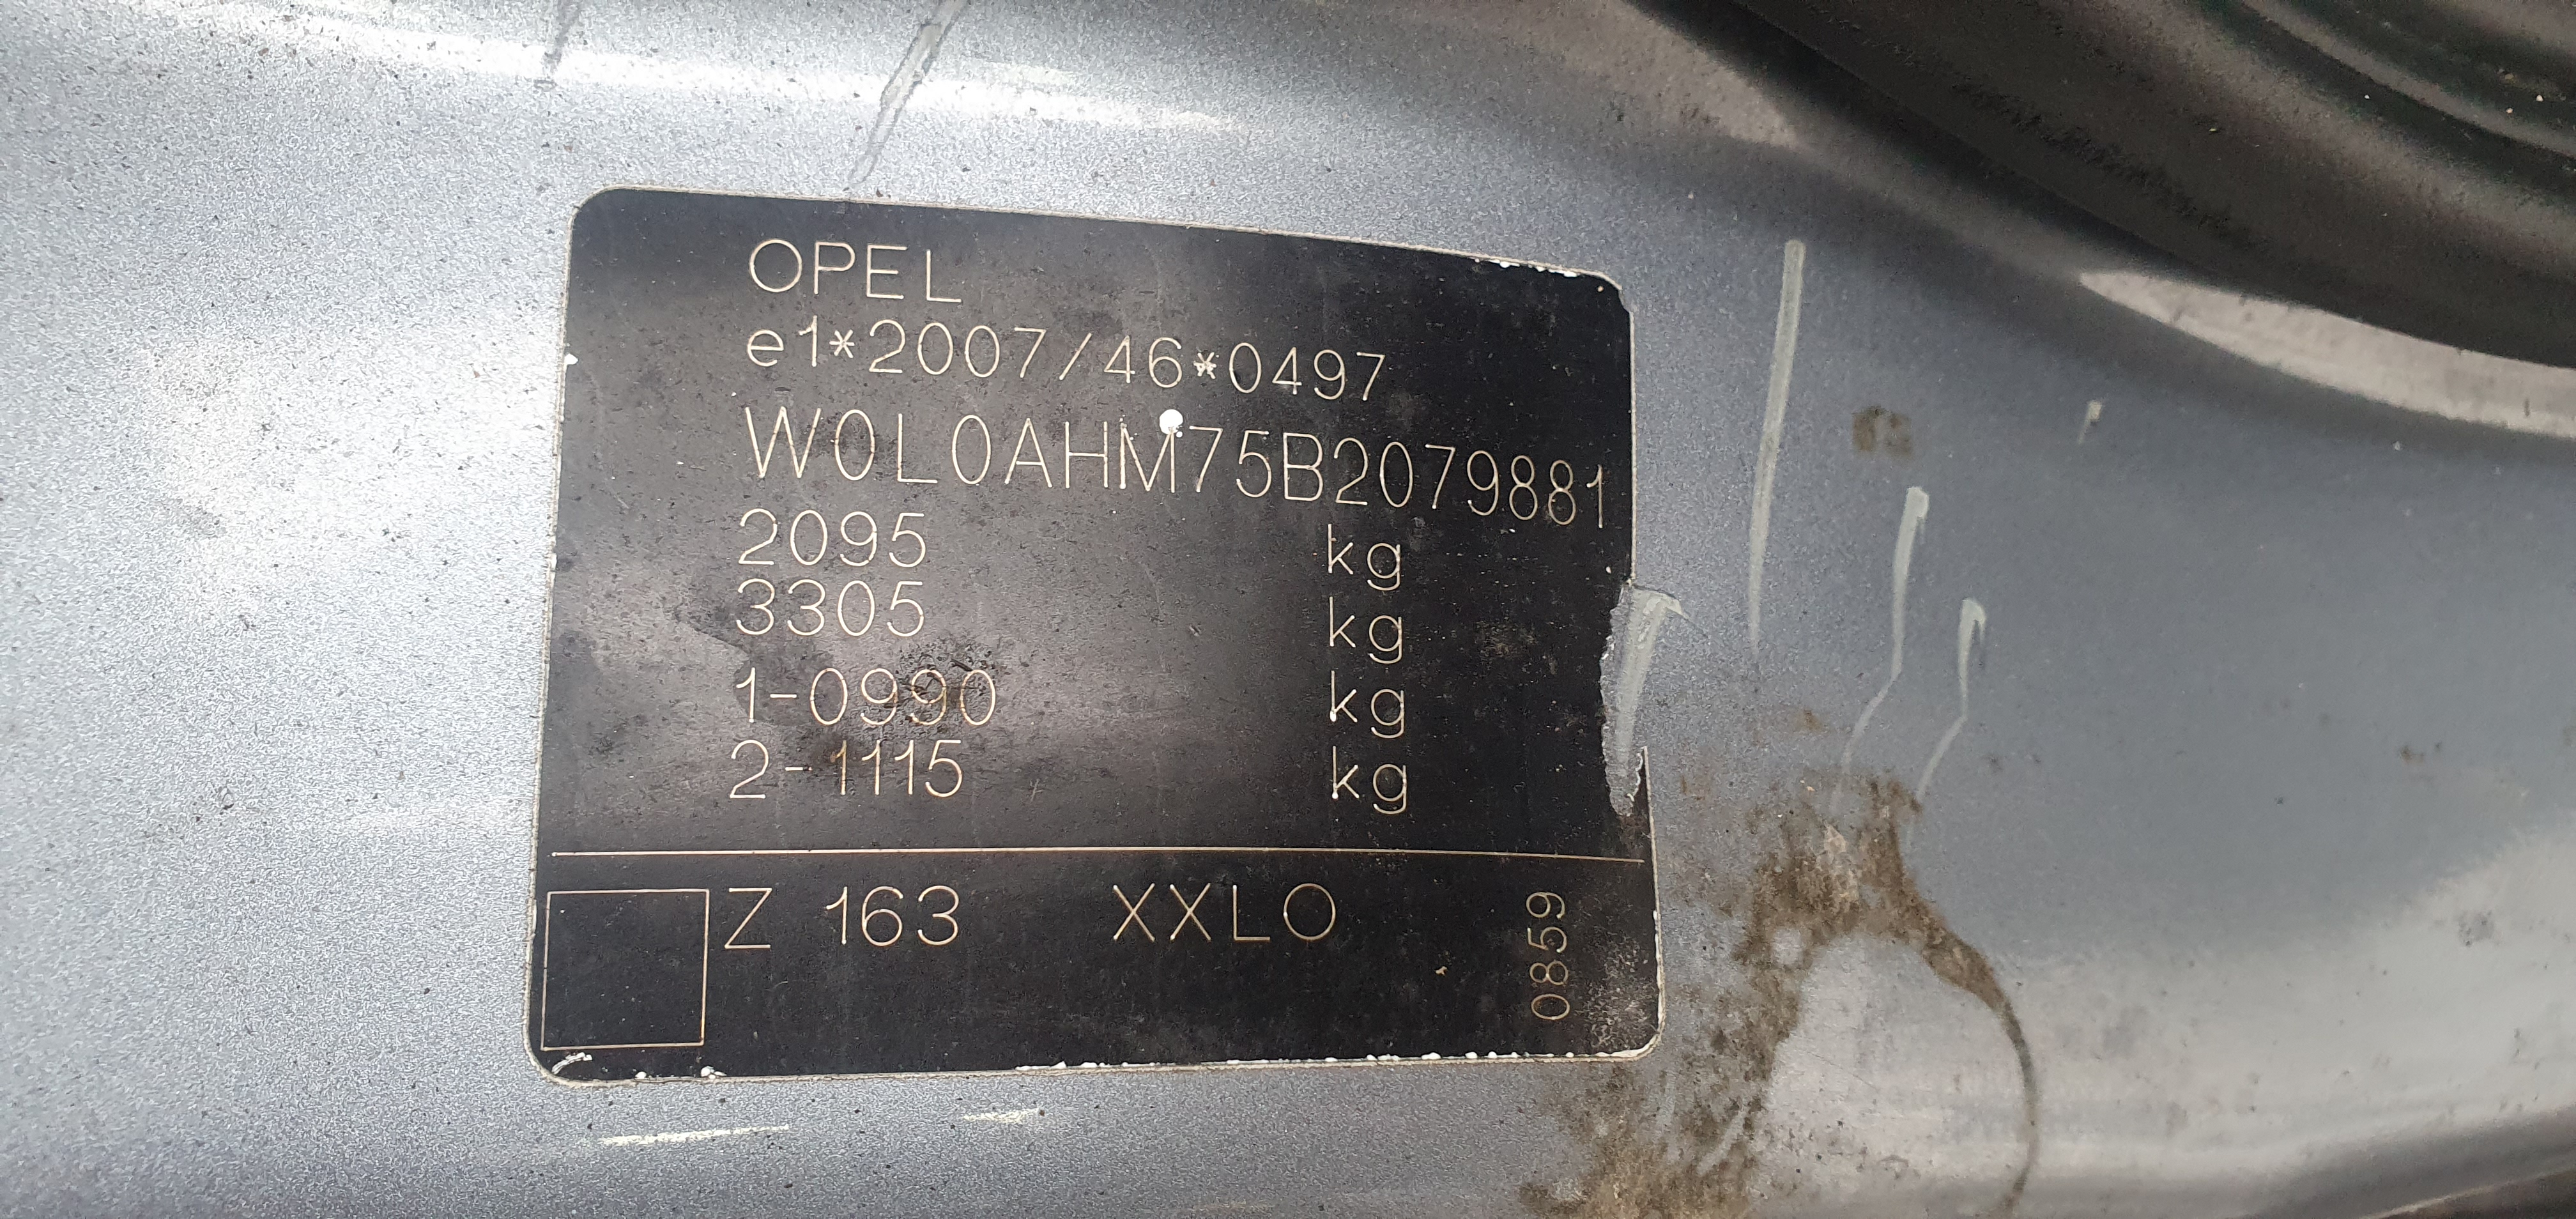 OPEL
e1*2007/46*0497
W0L0AHM75B2079881
2095 kg
3305 kg
1-0990 kg
2-1115 kg
Z 163 XXLO
0859